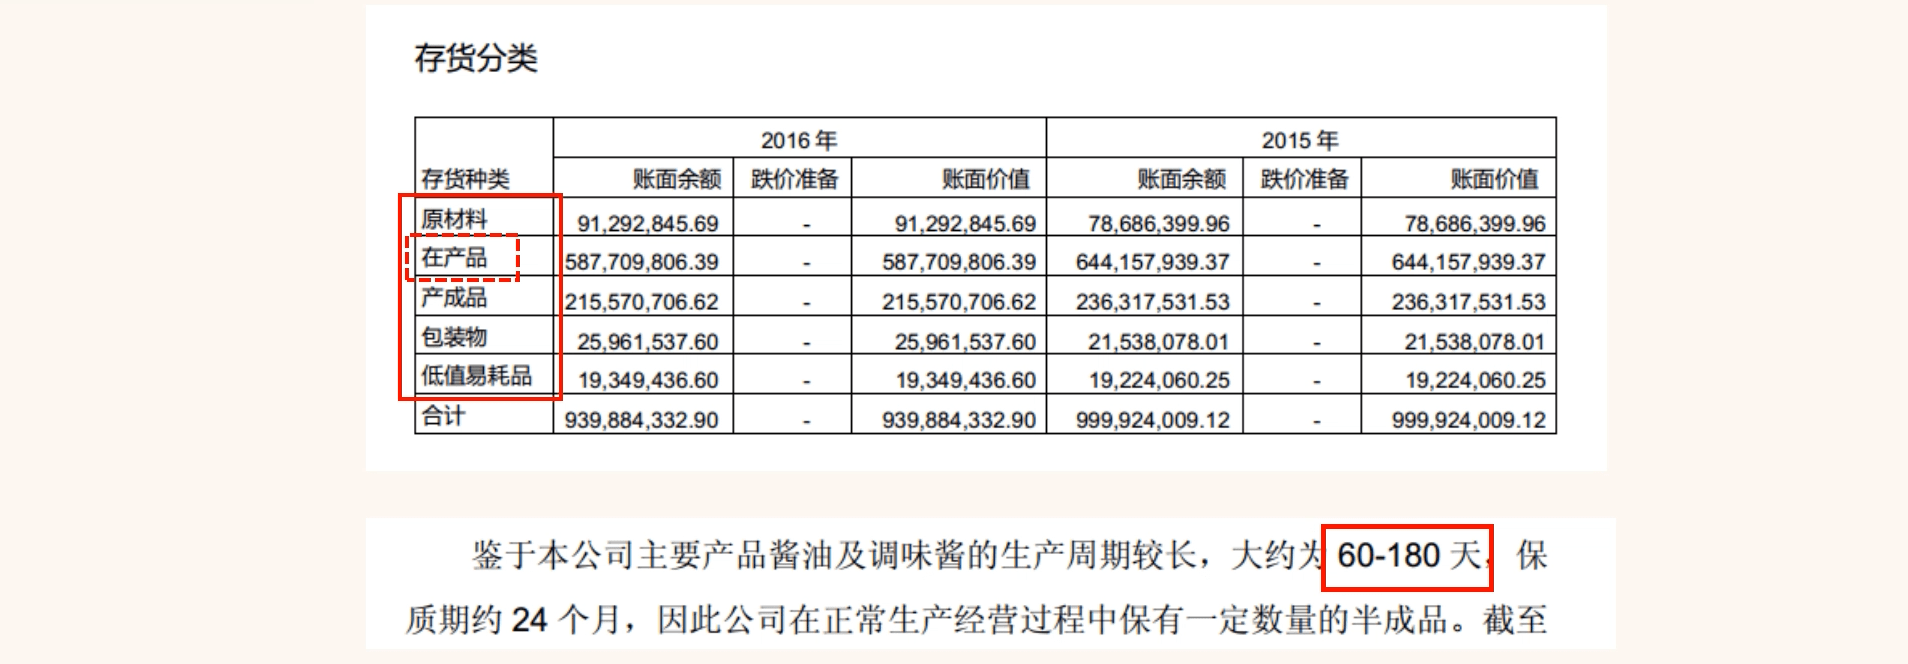 存货分类
2016 年 2015 年
存货种类 账面余额 跌价准备 账面价值 账面余额 跌价准备 账面价值
原材料 91,292,845.69 - 91,292,845.69 78,686,399.96 - 78,686,399.96
在产品 587,709,806.39 - 587,709,806.39 644,157,939.37 - 644,157,939.37
产成品 215,570,706.62 - 215,570,706.62 236,317,531.53 - 236,317,531.53
包装物 25,961,537.60 - 25,961,537.60 21,538,078.01 - 21,538,078.01
低值易耗品 19,349,436.60 - 19,349,436.60 19,224,060.25 - 19,224,060.25
合计 939,884,332.90 - 939,884,332.90 999,924,009.12 - 999,924,009.12
鉴于本公司主要产品酱油及调味酱的生产周期较长，大约为 60-180 天，保
质期约 24 个月，因此公司在正常生产经营过程中保有一定数量的半成品。截至